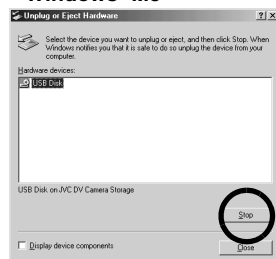 Unplug or Eject Hardware
Select the device you want to unplug or eject, and then click Stop. When
Windows notifies you that it is safe to do so unplug the device from your
computer.
Hardware devices:
USB Disk
USB Disk on JVC DV Camera Storage
Stop
Display device components
Close